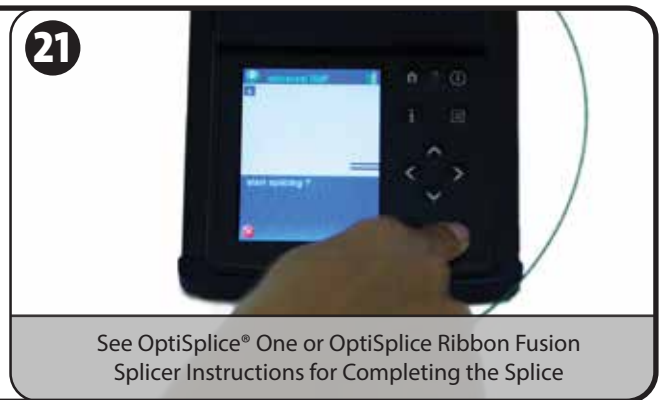 21
Start splicing ?
See OptiSplice® One or OptiSplice Ribbon Fusion
Splicer Instructions for Completing the Splice